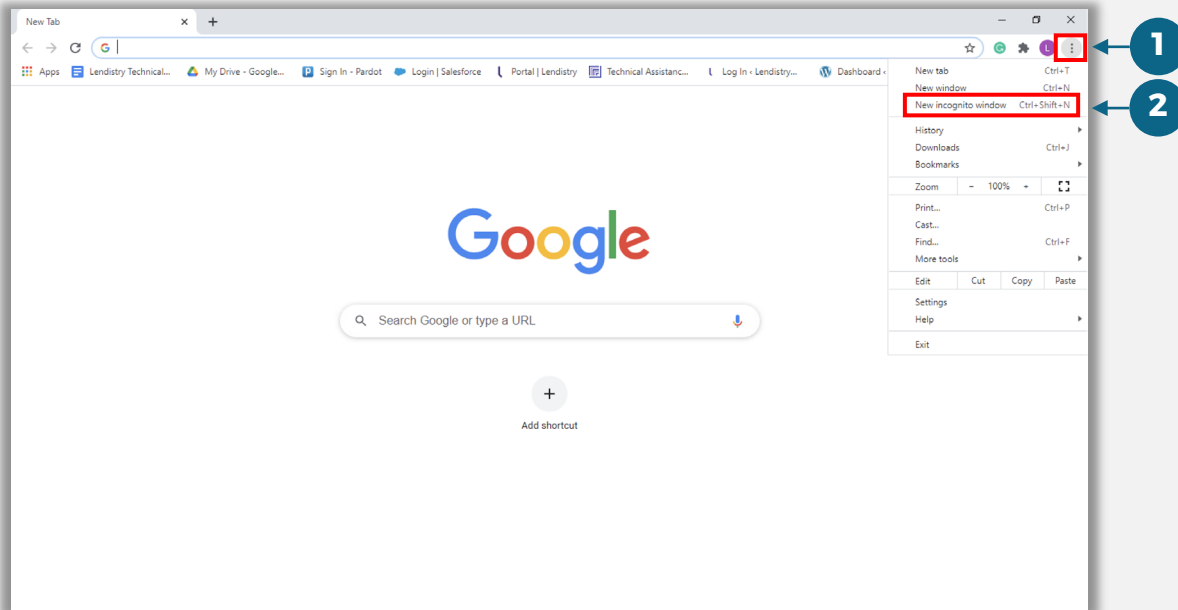 New Tab
1
Apps Lendistry Technical... My Drive - Google... Sign In - Pardot Login | Salesforce Portal | Lendistry Technical Assistanc... Log In ‹ Lendistry... Dashboard ‹
New tab Ctrl+T
New window Ctrl+N
New incognito window Ctrl+Shift+N
2
History
Downloads Ctrl+J
Bookmarks
Zoom - 100% +
Print... Ctrl+P
Cast...
Find... Ctrl+F
More tools
Edit Cut Copy Paste
Settings
Help
Exit
Google
Search Google or type a URL
Add shortcut